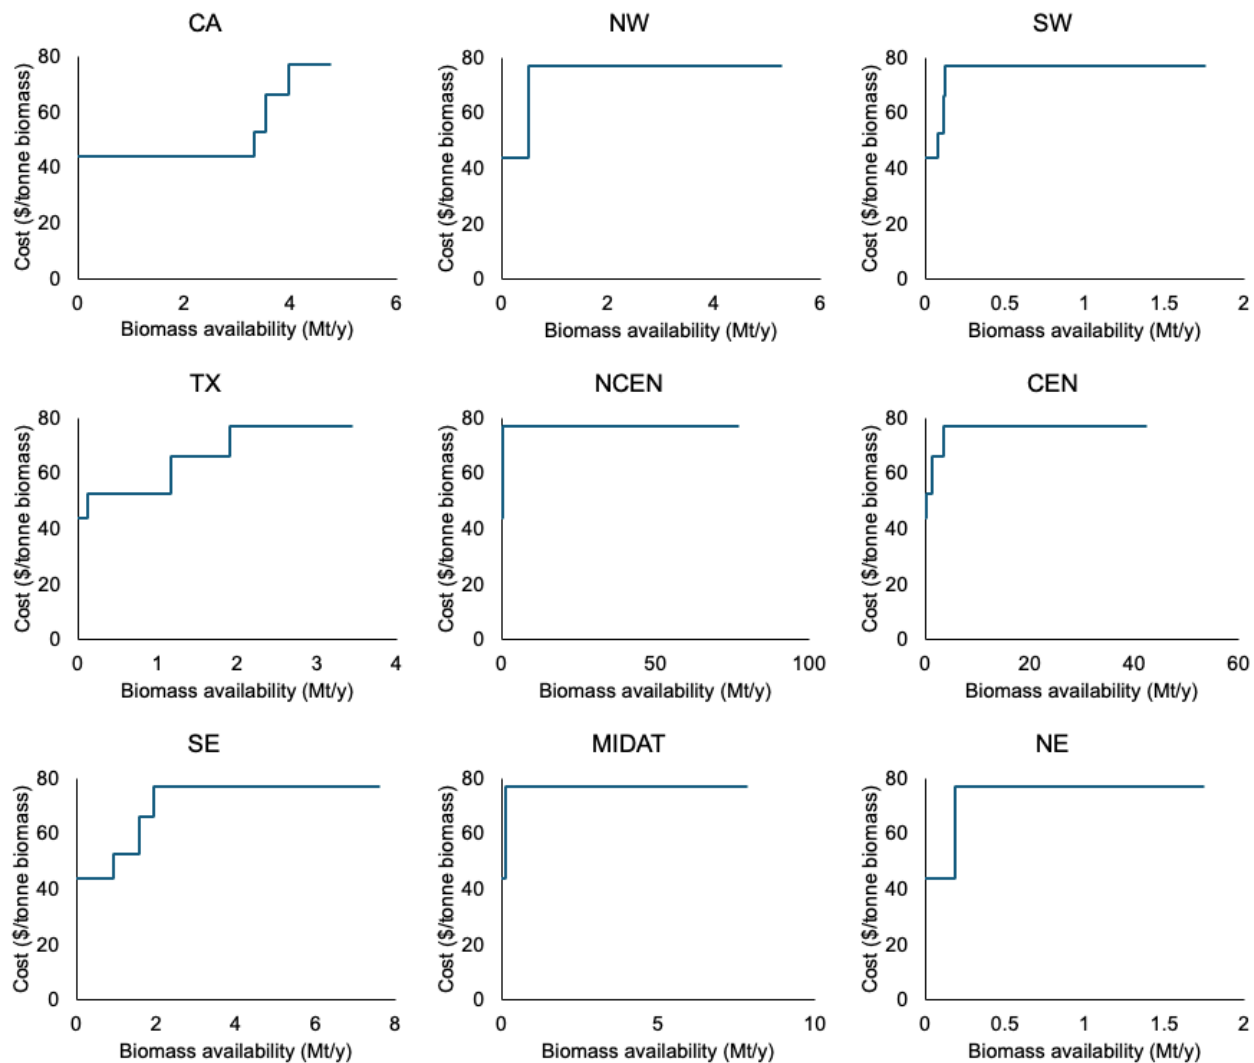 CA
80
60
40
20
0
Cost ($/tonne biomass)
0 2 4 6
Biomass availability (Mt/y)
NW
80
60
40
20
0
Cost ($/tonne biomass)
0 2 4 6
Biomass availability (Mt/y)
SW
80
60
40
20
0
Cost ($/tonne biomass)
0 0.5 1 1.5 2
Biomass availability (Mt/y)
TX
80
60
40
20
0
Cost ($/tonne biomass)
0 1 2 3 4
Biomass availability (Mt/y)
NCEN
80
60
40
20
0
Cost ($/tonne biomass)
0 50 100
Biomass availability (Mt/y)
CEN
80
60
40
20
0
Cost ($/tonne biomass)
0 20 40 60
Biomass availability (Mt/y)
SE
80
60
40
20
0
Cost ($/tonne biomass)
0 2 4 6 8
Biomass availability (Mt/y)
MIDAT
80
60
40
20
0
Cost ($/tonne biomass)
0 5 10
Biomass availability (Mt/y)
NE
80
60
40
20
0
Cost ($/tonne biomass)
0 0.5 1 1.5 2
Biomass availability (Mt/y)